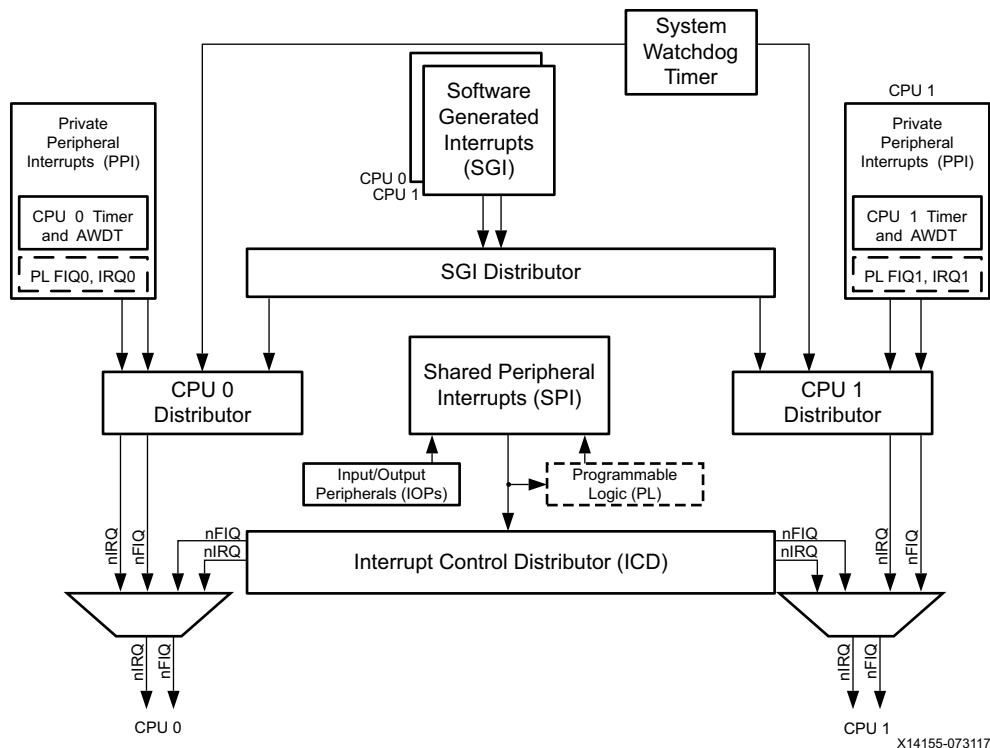 System
Watchdog
Timer
Software
Generated
Interrupts
(SGI)
CPU 0
CPU 1
Private
Peripheral
Interrupts (PPI)
CPU 0 Timer
and AWDT
PL FIQ0, IRQ0
CPU 1
Private
Peripheral
Interrupts (PPI)
CPU 1 Timer
and AWDT
PL FIQ1, IRQ1
SGI Distributor
CPU 0
Distributor
Shared Peripheral
Interrupts (SPI)
CPU 1
Distributor
Input/Output
Peripherals (IOPs)
Programmable
Logic (PL)
nIRQ
nFIQ
nFIQ
nIRQ
Interrupt Control Distributor (ICD)
nFIQ
nIRQ
nIRQ
nFIQ
nIRQ
nFIQ
nIRQ
nFIQ
CPU 0
CPU 1
X14155-073117